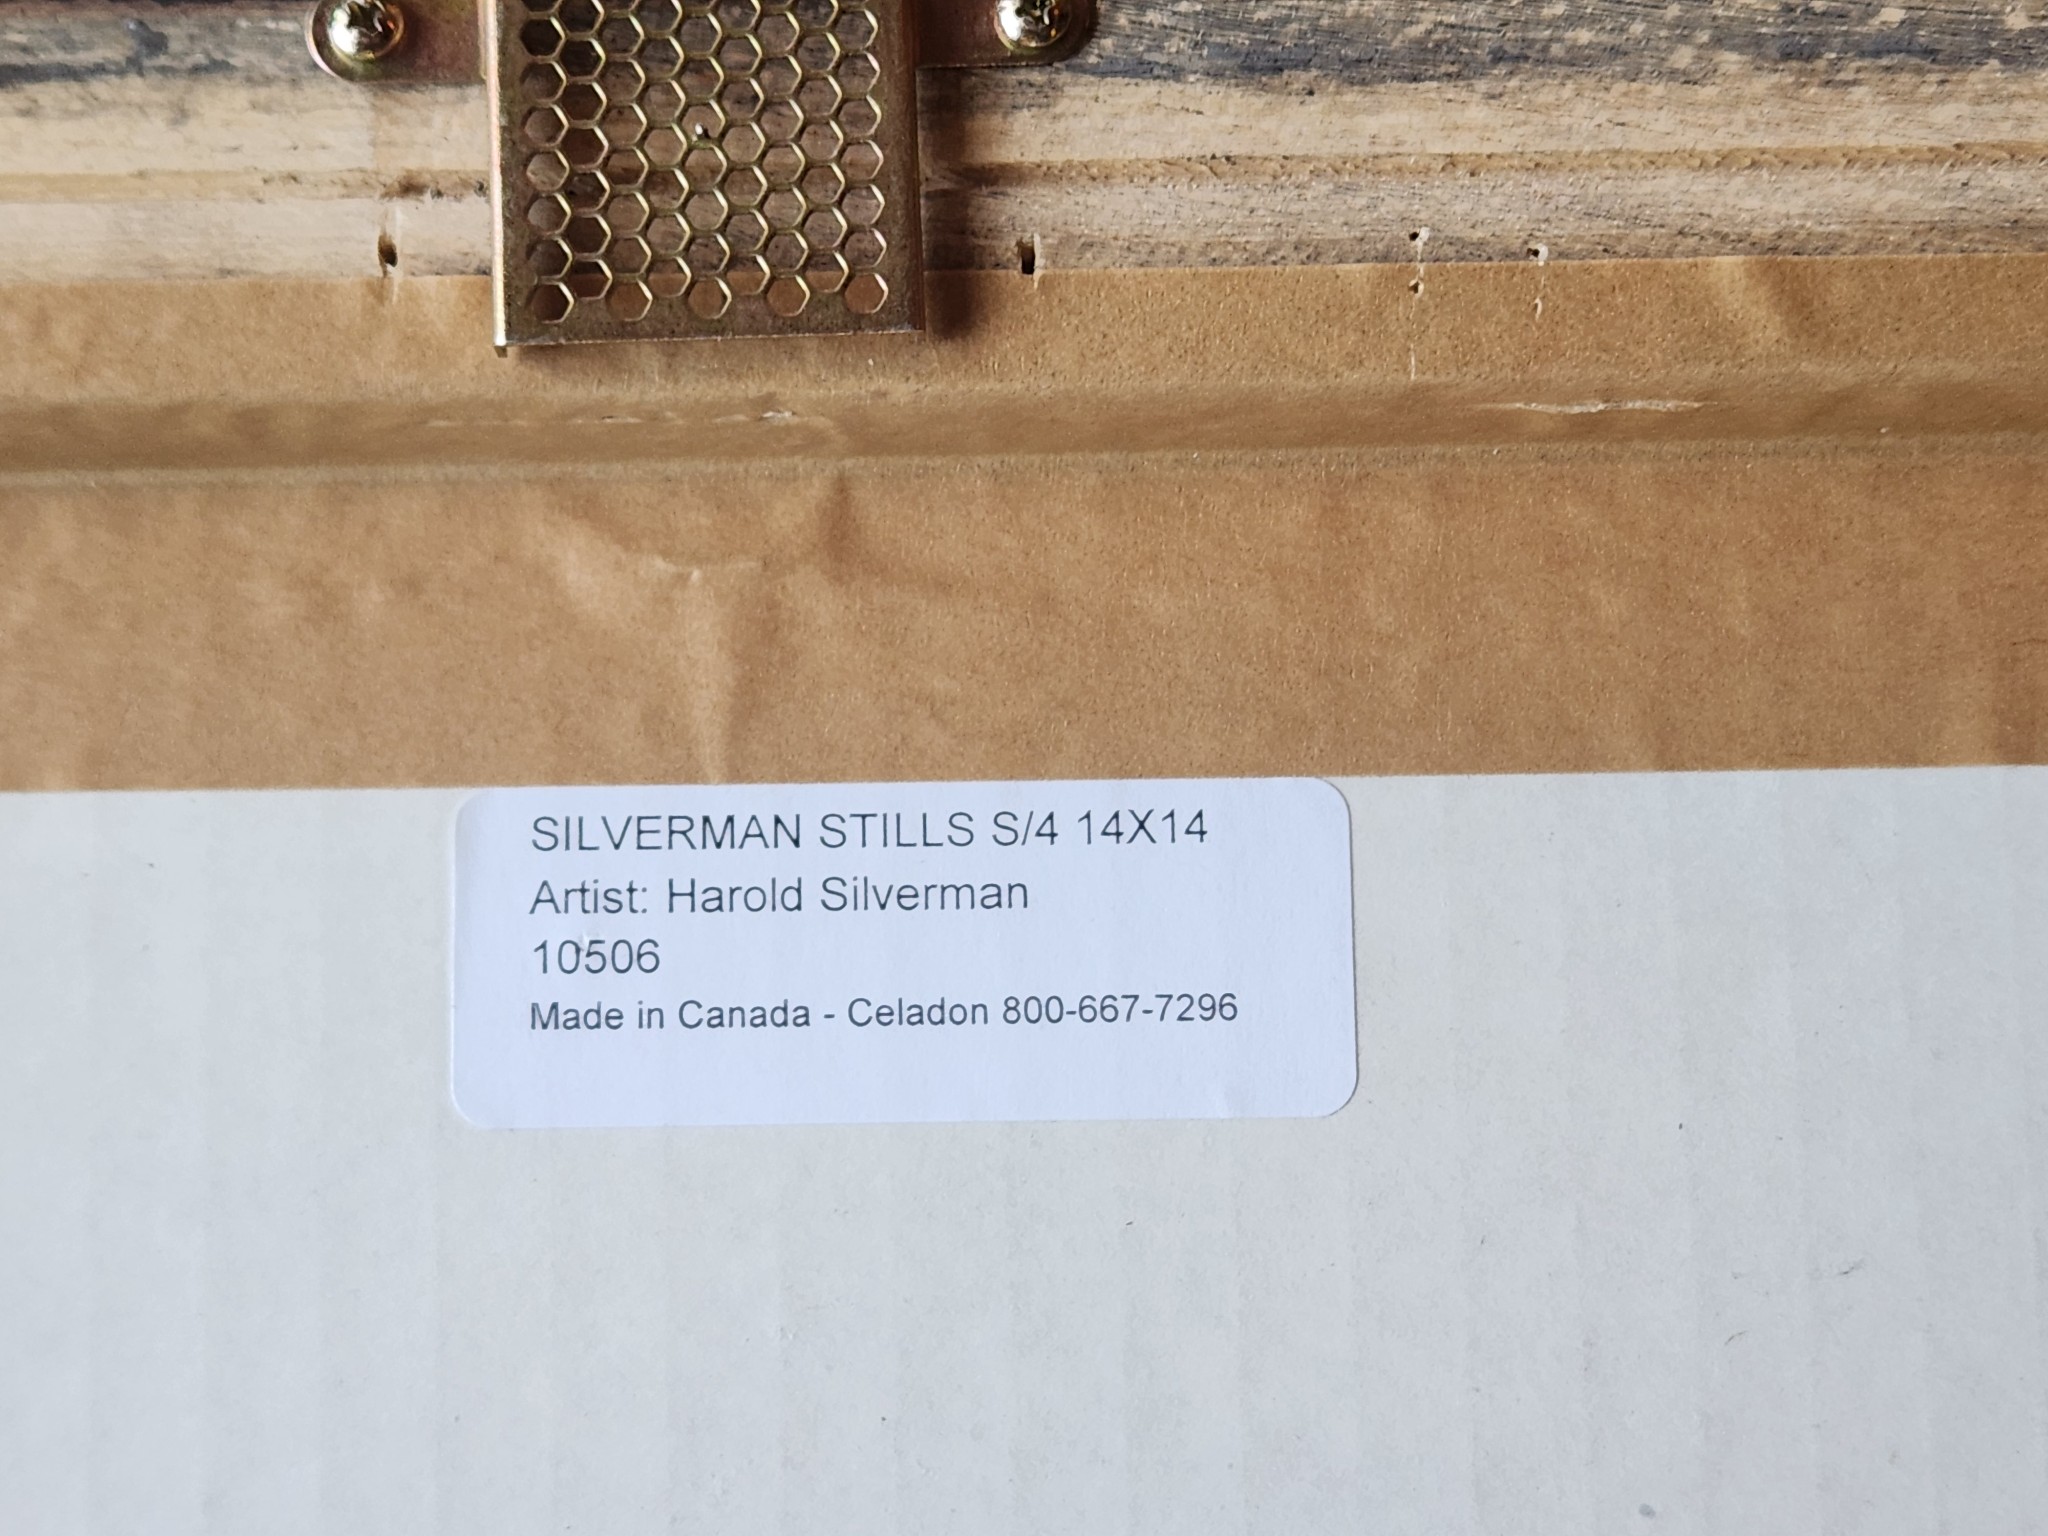 SILVERMAN STILLS S/4 14X14
Artist: Harold Silverman
10506
Made in Canada - Celadon 800-667-7296